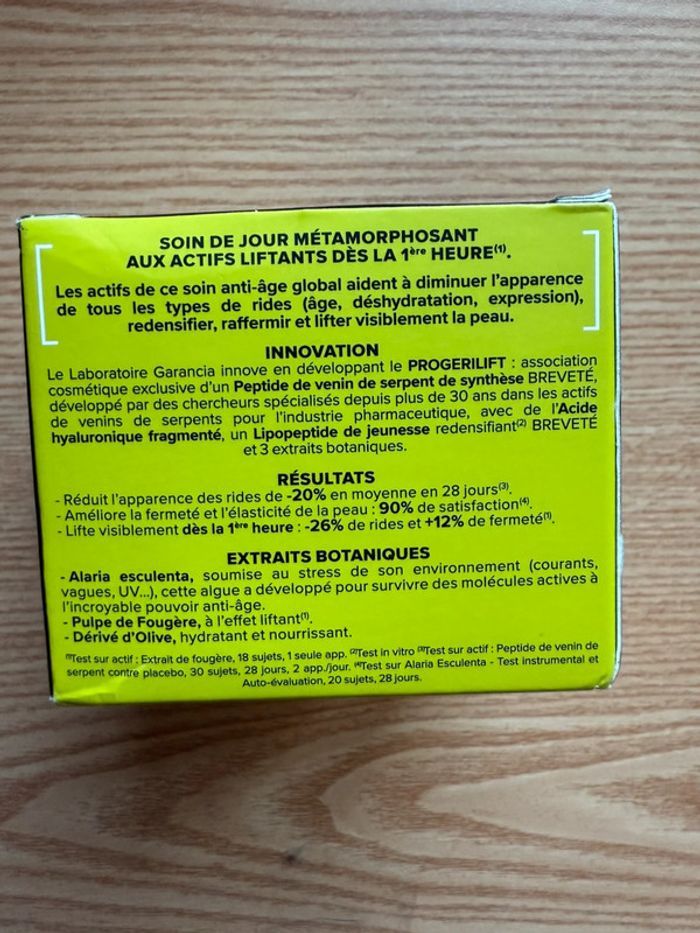 SOIN DE JOUR MÉTAMORPHOSANT
AUX ACTIFS LIFTANTS DÈS LA 1ère HEURE(1).
Les actifs de ce soin anti-âge global aident à diminuer l'apparence
de tous les types de rides (âge, déshydratation, expression),
redensifier, raffermir et lifter visiblement la peau.
INNOVATION
Le Laboratoire Garancia innove en développant le PROGERILIFT : association
cosmétique exclusive d'un Peptide de venin de serpent de synthèse BREVETÉ,
développé par des chercheurs spécialisés depuis plus de 30 ans dans les actifs
de venins de serpents pour l'industrie pharmaceutique, avec de l'Acide
hyaluronique fragmenté, un Lipopeptide de jeunesse redensifiant(2) BREVETÉ
et 3 extraits botaniques.
RÉSULTATS
- Réduit l'apparence des rides de -20% en moyenne en 28 jours(3).
- Améliore la fermeté et l'élasticité de la peau : 90% de satisfaction(4).
- Lifte visiblement dès la 1ère heure : -26% de rides et +12% de fermeté(1).
EXTRAITS BOTANIQUES
- Alaria esculenta, soumise au stress de son environnement (courants,
vagues, UV...), cette algue a développé pour survivre des molécules actives à
l'incroyable pouvoir anti-âge.
- Pulpe de Fougère, à l'effet liftant(1).
- Dérivé d'Olive, hydratant et nourrissant.
(1)Test sur actif : Extrait de fougère, 18 sujets, 1 seule app. (2)Test in vitro (3)Test sur actif : Peptide de venin de
serpent contre placebo, 30 sujets, 28 jours, 2 app./jour. (4)Test sur Alaria Esculenta - Test instrumental et
Auto-évaluation, 20 sujets, 28 jours.